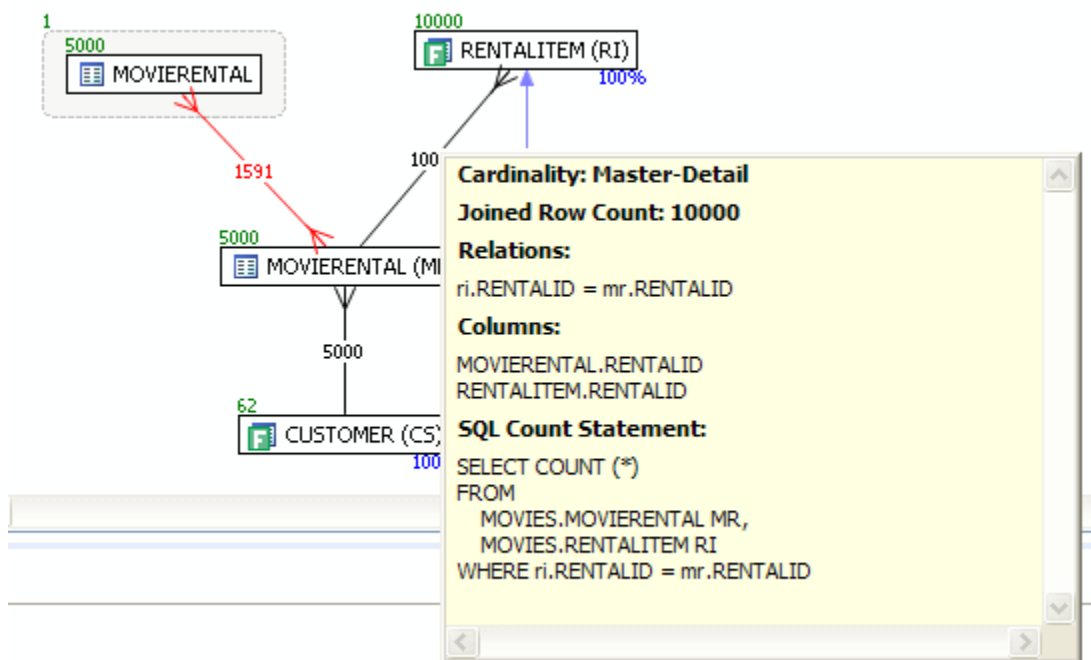 1
5000
MOVIERENTAL
10000
RENTALITEM (RI)
100%
1591
100
5000
MOVIERENTAL (M
5000
62
CUSTOMER (CS)
100
Cardinality: Master-Detail
Joined Row Count: 10000
Relations:
ri.RENTALID = mr.RENTALID
Columns:
MOVIERENTAL.RENTALID
RENTALITEM.RENTALID
SQL Count Statement:
SELECT COUNT (*)
FROM
MOVIES.MOVIERENTAL MR,
MOVIES.RENTALITEM RI
WHERE ri.RENTALID = mr.RENTALID